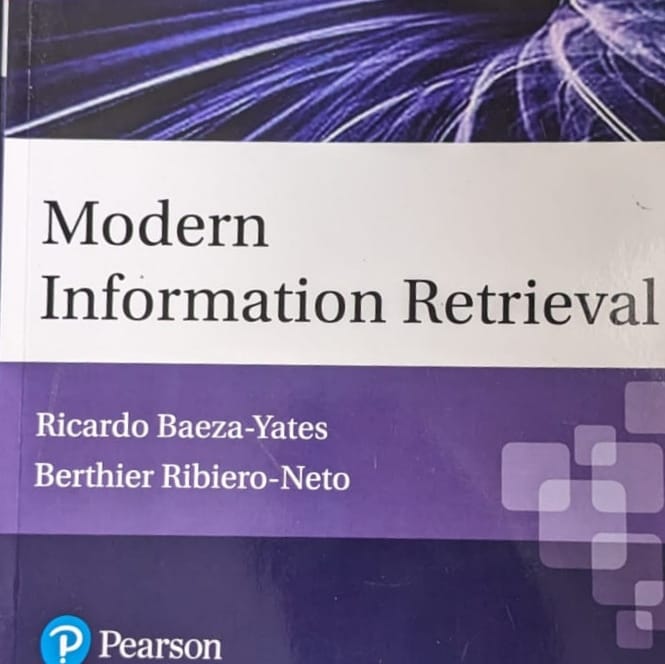 Modern
Information Retrieval
Ricardo Baeza-Yates
Berthier Ribiero-Neto
Pearson